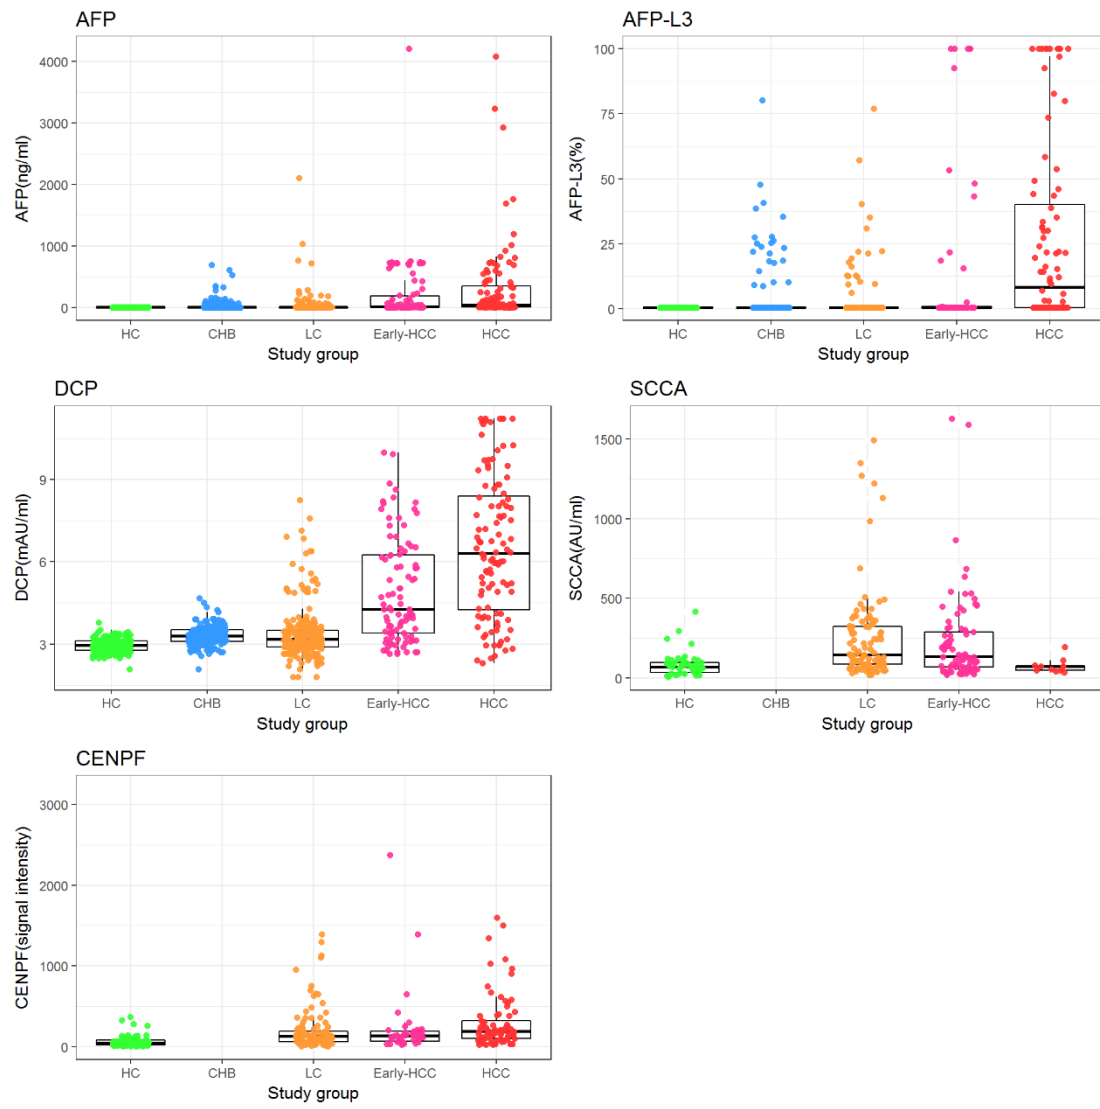 AFP
AFP(ng/ml)
4000
3000
2000
1000
0
HC CHB LC Early-HCC HCC
Study group
AFP-L3
AFP-L3(%)
100
75
50
25
0
HC CHB LC Early-HCC HCC
Study group
DCP
DCP(mAU/ml)
9
6
3
HC CHB LC Early-HCC HCC
Study group
SCCA
SCCA(AU/ml)
1500
1000
500
0
HC CHB LC Early-HCC HCC
Study group
CENPF
CENPF(signal intensity)
3000
2000
1000
0
HC CHB LC Early-HCC HCC
Study group